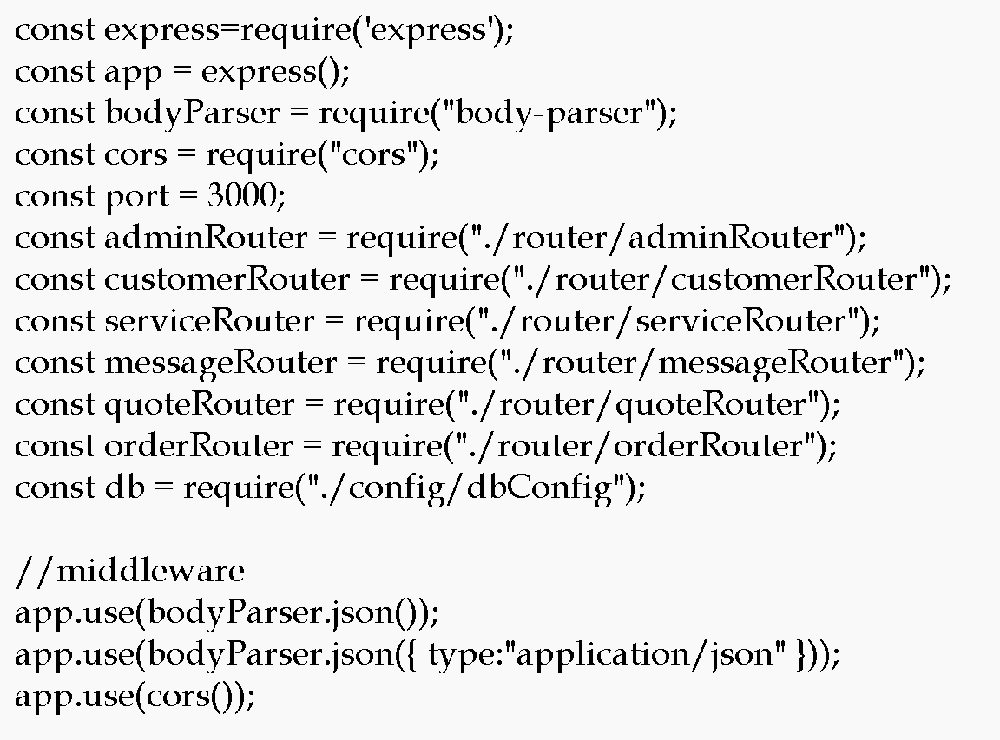 const express=require('express');
const app = express();
const bodyParser = require("body-parser");
const cors = require("cors");
const port = 3000;
const adminRouter = require("./router/adminRouter");
const customerRouter = require("./router/customerRouter");
const serviceRouter = require("./router/serviceRouter");
const messageRouter = require("./router/messageRouter");
const quoteRouter = require("./router/quoteRouter");
const orderRouter = require("./router/orderRouter");
const db = require("./config/dbConfig");

//middleware
app.use(bodyParser.json());
app.use(bodyParser.json({ type:"application/json" }));
app.use(cors());